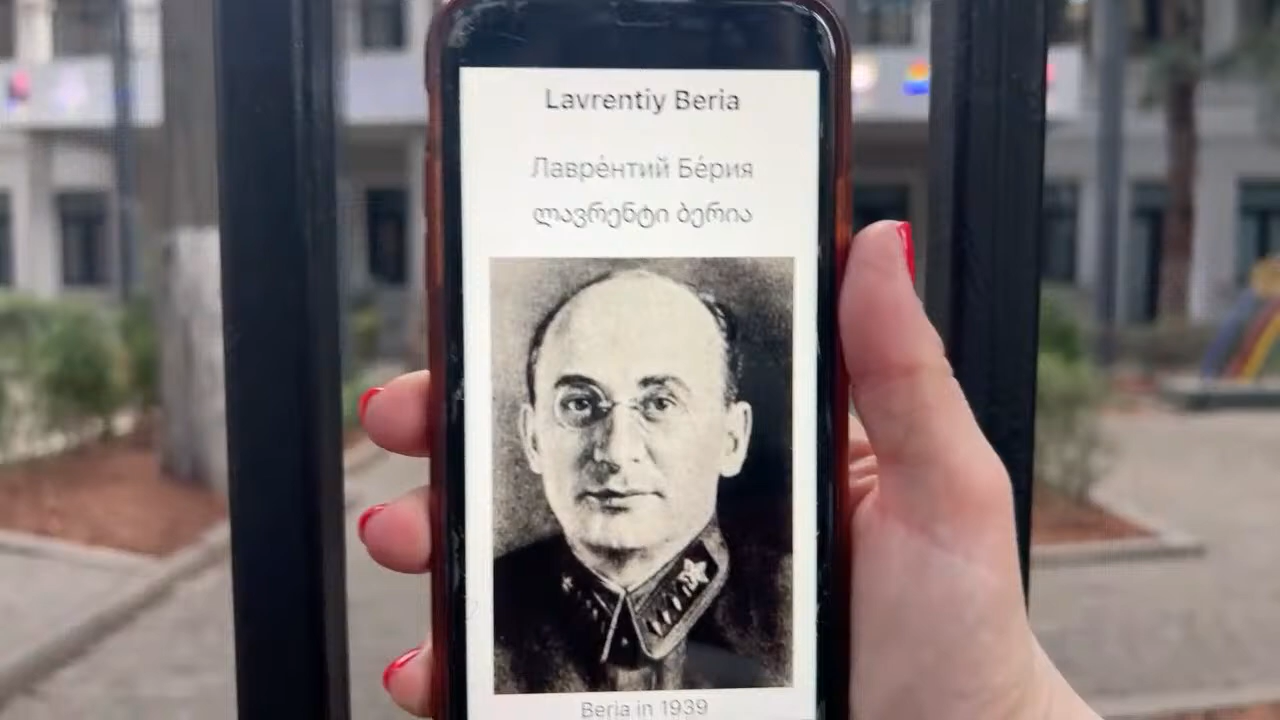 Lavrentiy Beria
Лавре́нтий Бе́рия
ლავრენტი ბერია
Beria in 1939